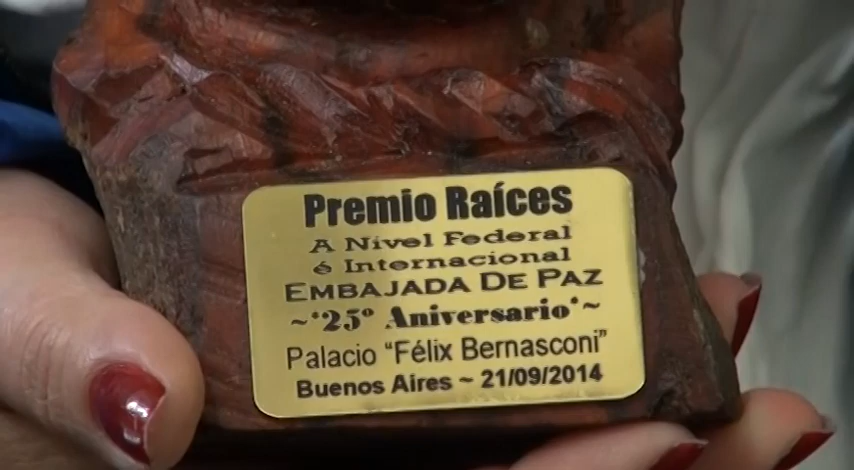 Premio Raíces
A Nivel Federal
é Internacional
EMBAJADA DE PAZ
~*25º Aniversario*~
Palacio "Félix Bernasconi"
Buenos Aires ~ 21/09/2014